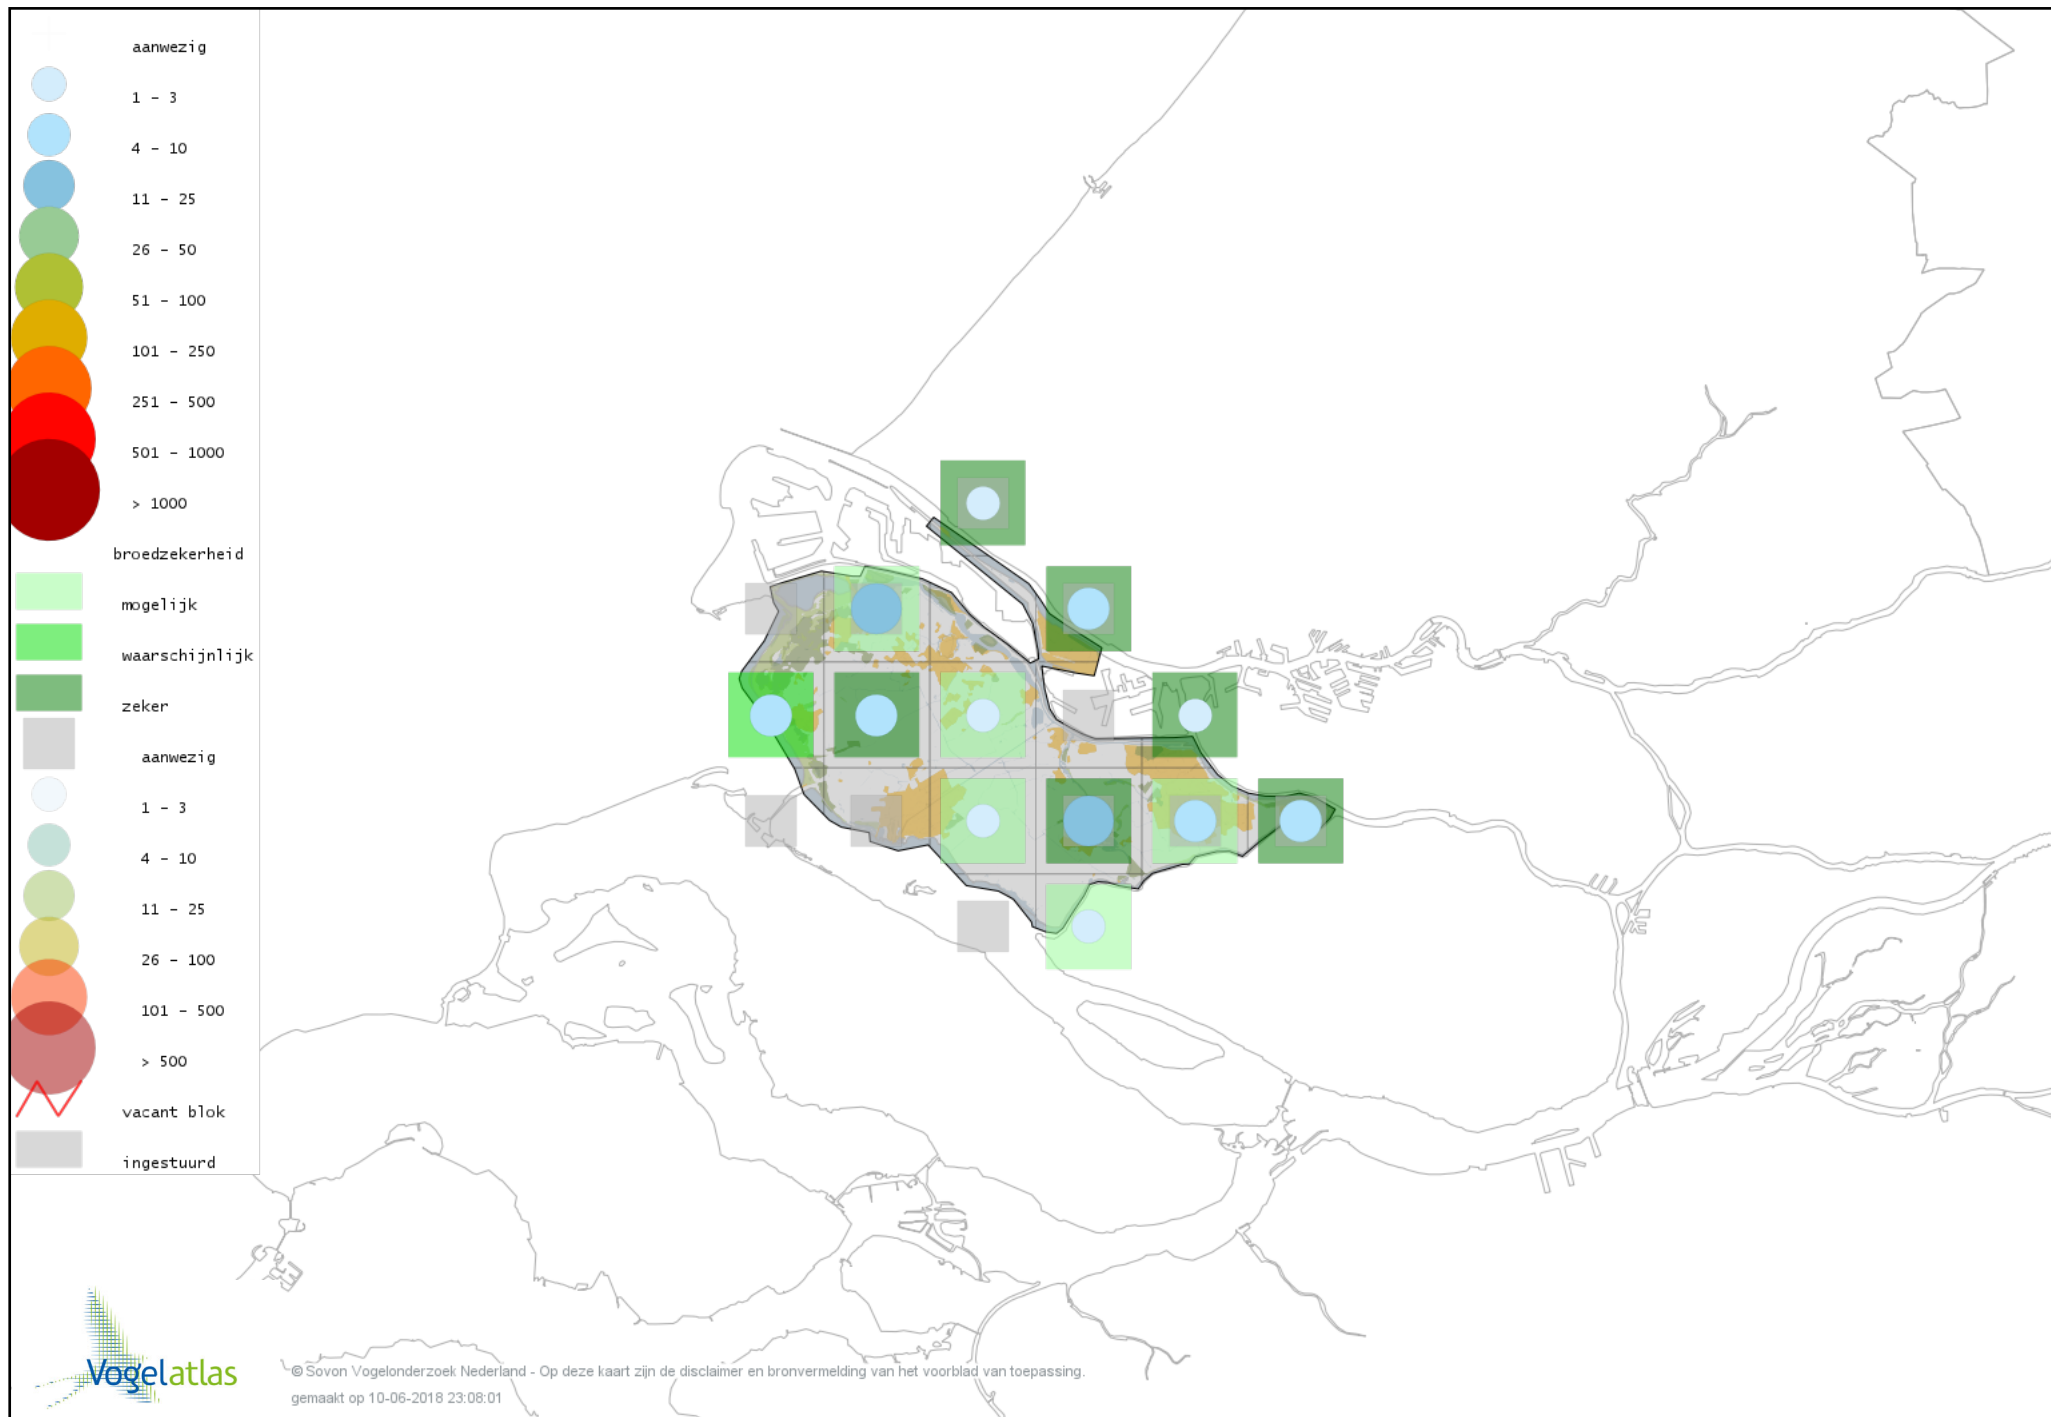 aanwezig
1 - 3
4 - 10
11 - 25
26 - 50
51 - 100
101 - 250
251 - 500
501 - 1000
> 1000
broedzekerheid
mogelijk
waarschijnlijk
zeker
aanwezig
1 - 3
4 - 10
11 - 25
26 - 100
101 - 500
> 500
vacant blok
ingestuurd
Vogelatlas
© Sovon Vogelonderzoek Nederland - Op deze kaart zijn de disclaimer en bronvermelding van het voorblad van toepassing.
gemaakt op 10-06-2018 23:08:01